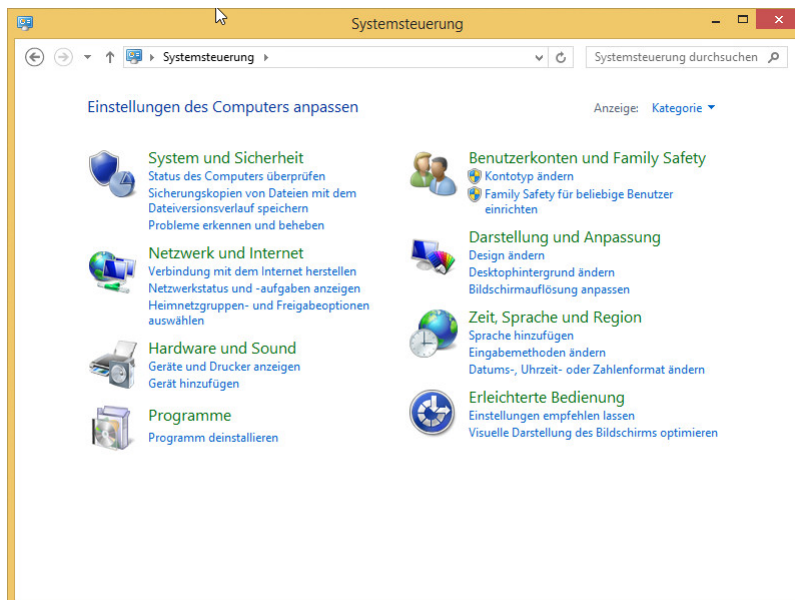 Systemsteuerung
Systemsteuerung
Systemsteuerung durchsuchen
Einstellungen des Computers anpassen
Anzeige: Kategorie
System und Sicherheit
Status des Computers überprüfen
Sicherungskopien von Dateien mit dem
Dateiversionsverlauf speichern
Probleme erkennen und beheben
Netzwerk und Internet
Verbindung mit dem Internet herstellen
Netzwerkstatus und -aufgaben anzeigen
Heimnetzgruppen- und Freigabeoptionen
auswählen
Hardware und Sound
Geräte und Drucker anzeigen
Gerät hinzufügen
Programme
Programm deinstallieren
Benutzerkonten und Family Safety
Kontotyp ändern
Family Safety für beliebige Benutzer
einrichten
Darstellung und Anpassung
Design ändern
Desktophintergrund ändern
Bildschirmauflösung anpassen
Zeit, Sprache und Region
Sprache hinzufügen
Eingabemethoden ändern
Datums-, Uhrzeit- oder Zahlenformat ändern
Erleichterte Bedienung
Einstellungen empfehlen lassen
Visuelle Darstellung des Bildschirms optimieren